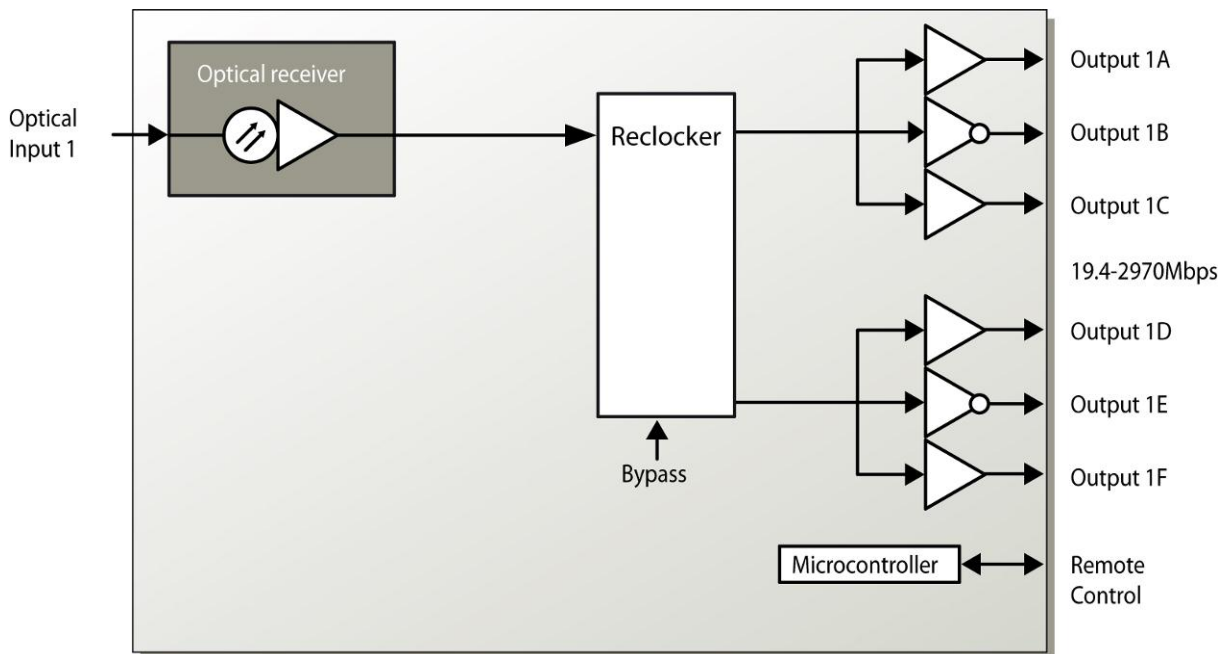 Optical receiver
Optical
Input 1
Reclocker
Bypass
Output 1A
Output 1B
Output 1C
19.4-2970Mbps
Output 1D
Output 1E
Output 1F
Microcontroller
Remote
Control